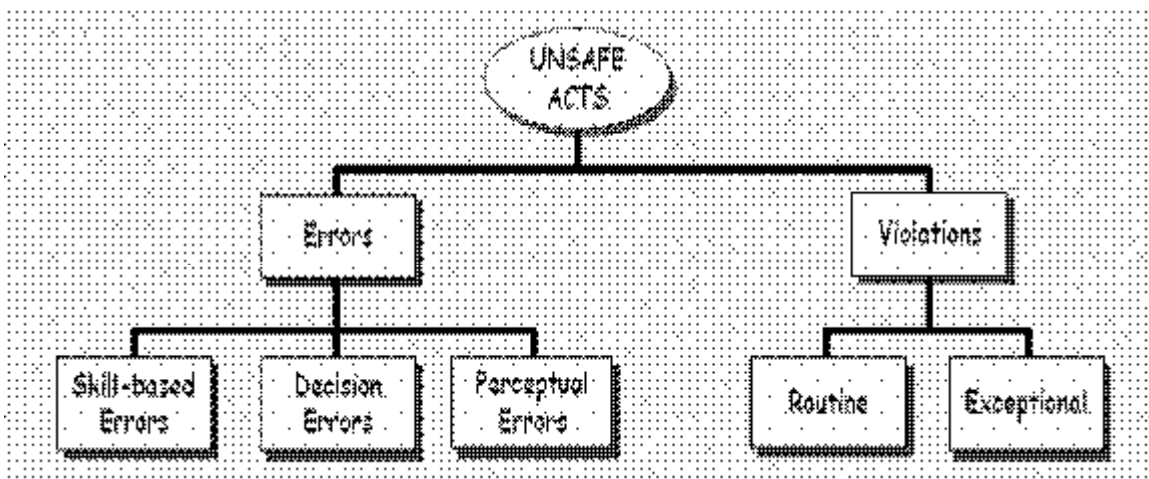 UNSAFE
ACTS
Errors
Violations
Skill-based
Errors
Decision
Errors
Perceptual
Errors
Routine
Exceptional